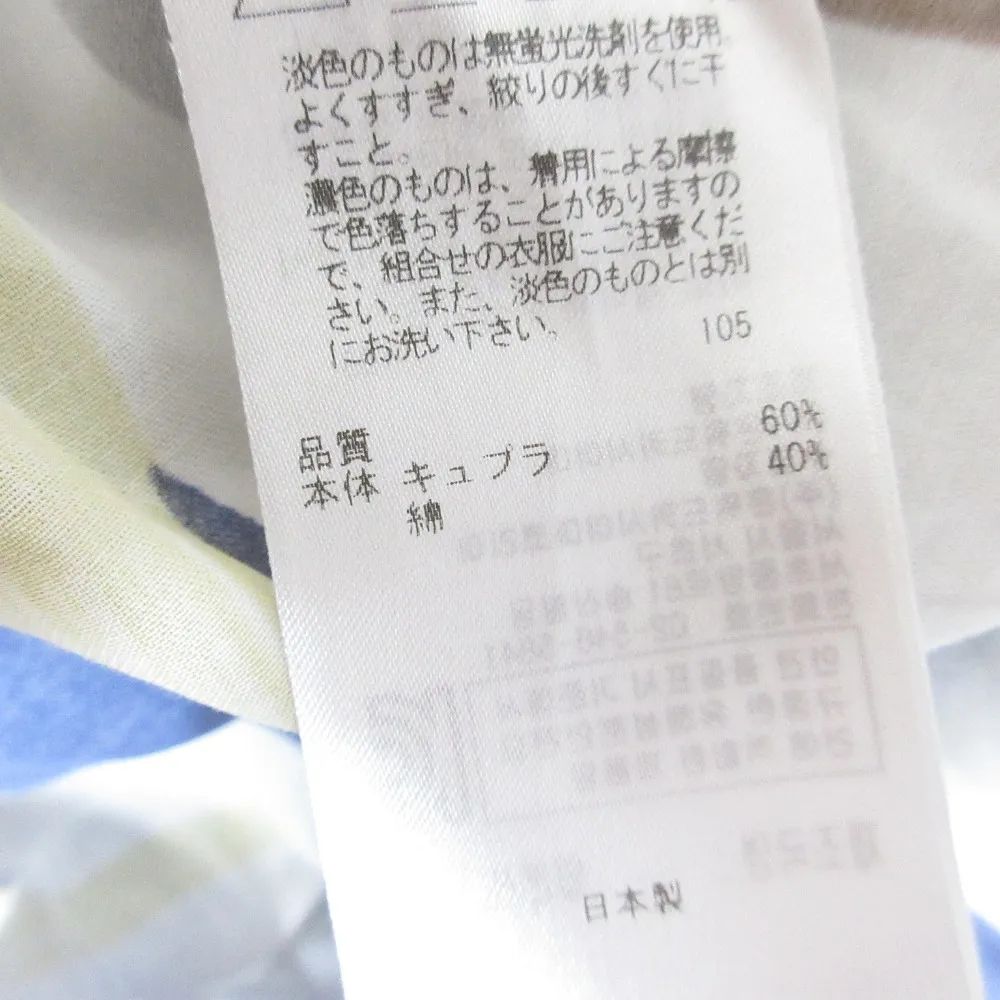 淡色のものは無蛍光洗剤を使用。
よくすすぎ、絞りの後すぐに干
すこと。
濃色のものは、着用による摩擦
で色落ちすることがありますの
で、組合せの衣服にご注意くだ
さい。また、淡色のものとは別
にお洗い下さい。
105
品質
本体 キュプラ 60%
綿 40%
日本製